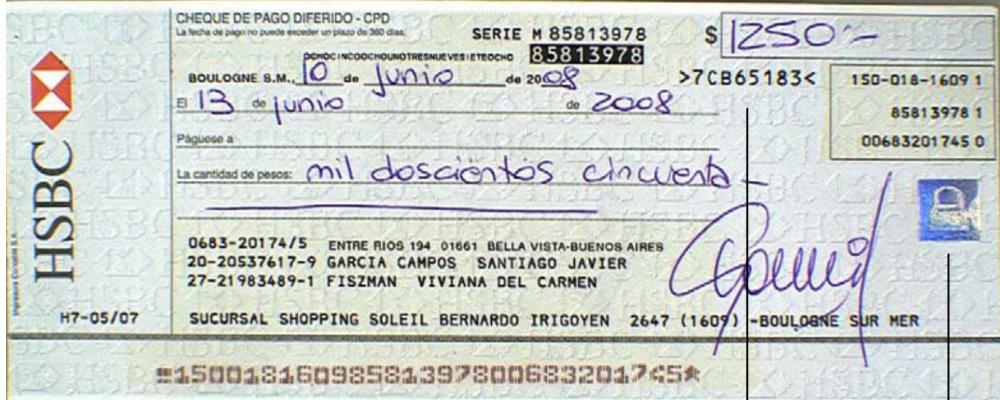 CHEQUE DE PAGO DIFERIDO - CPD
La fecha de pago no puede exceder un plazo de 360 días.
SERIE M 85813978
$ 1250.-
OCHOCINCOOCHOUNOTRESNUEVESIETEOCHO 85813978
BOULOGNE S.M., 10 de junio de 2008
>7CB65183<
150-018-1609 1
85813978 1
00683201745 0
El 13 de junio de 2008
Páguese a
La cantidad de pesos: mil doscientos cincuenta
HSBC
0683-20174/5 ENTRE RIOS 194 01661 BELLA VISTA-BUENOS AIRES
20-20537617-9 GARCIA CAMPOS SANTIAGO JAVIER
27-21983489-1 FISZMAN VIVIANA DEL CARMEN
H7-05/07
SUCURSAL SHOPPING SOLEIL BERNARDO IRIGOYEN 2647 (1609) -BOULOGNE SUR MER
15001816098581397800683201745